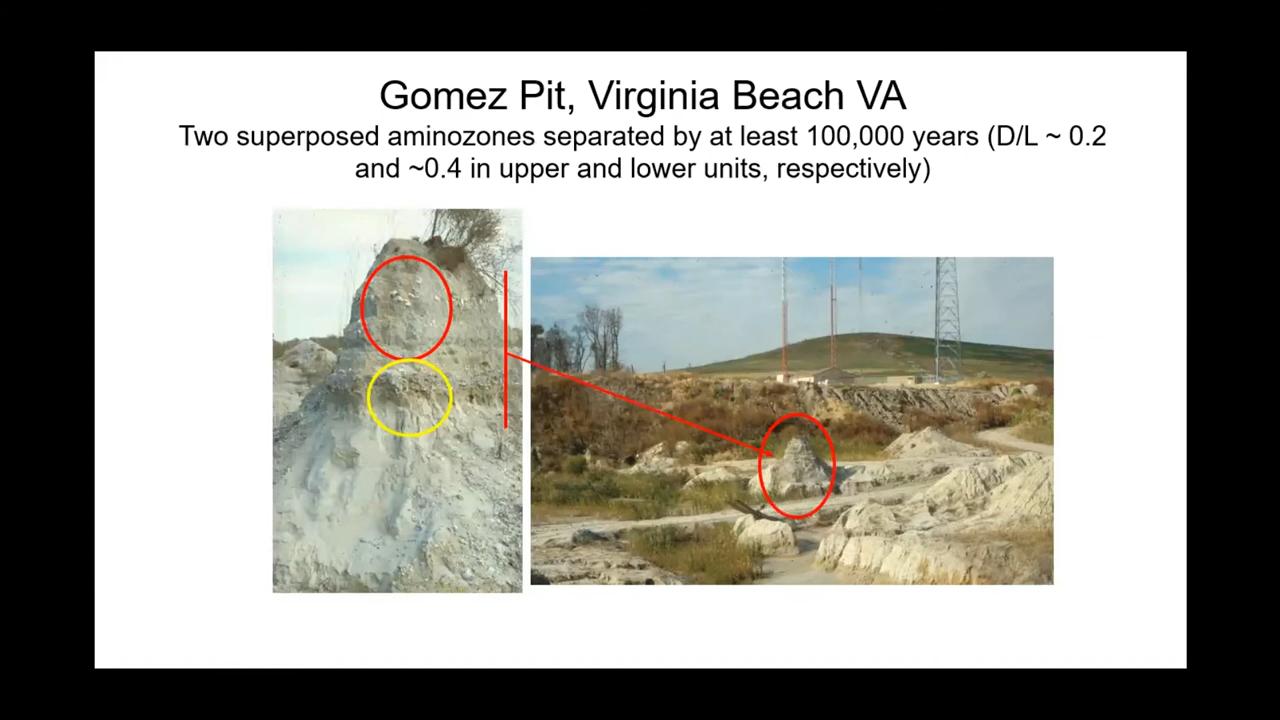 Gomez Pit, Virginia Beach VA
Two superposed aminozones separated by at least 100,000 years (D/L ~ 0.2
and ~0.4 in upper and lower units, respectively)